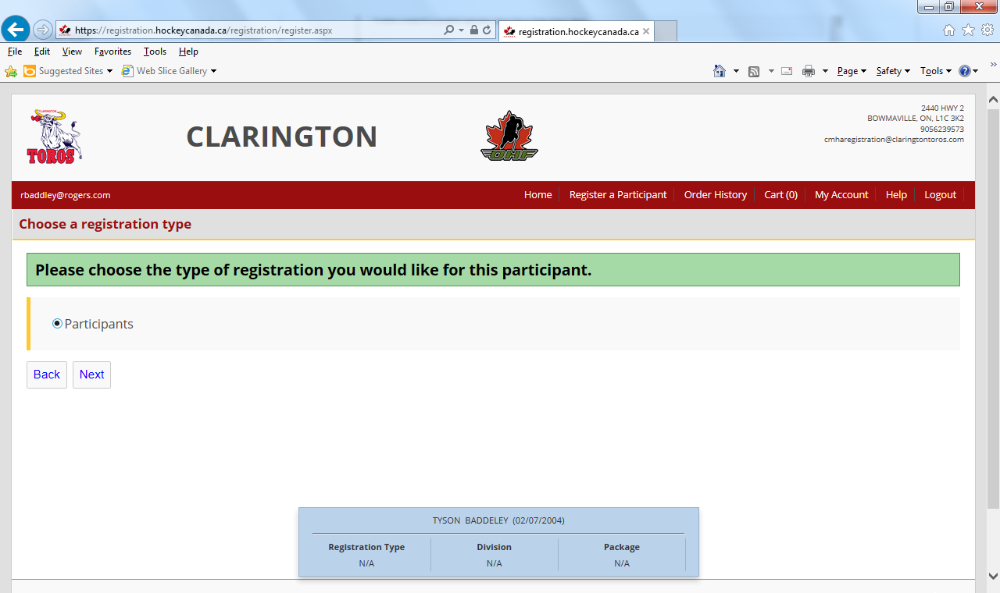 https://registration.hockeycanada.ca/registration/register.aspx
registration.hockeycanada.ca
File Edit View Favorites Tools Help
Suggested Sites Web Slice Gallery Page Safety Tools »
CLARINGTON
TOROS
CLARINGTON
OHF
2440 HWY 2
BOWMAVILLE, ON, L1C 3K2
9056239573
cmharegistration@claringtontoros.com
rbaddley@rogers.com Home Register a Participant Order History Cart (0) My Account Help Logout
Choose a registration type
Please choose the type of registration you would like for this participant.
Participants
Back Next
TYSON BADDELEY (02/07/2004)
Registration Type Division Package
N/A N/A N/A